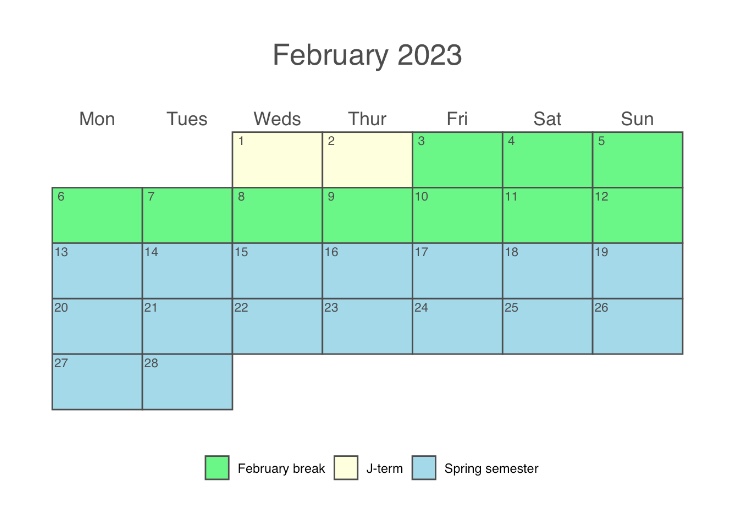 February 2023
Mon Tues Weds Thur Fri Sat Sun
1 2 3 4 5
6 7 8 9 10 11 12
13 14 15 16 17 18 19
20 21 22 23 24 25 26
27 28
February break J-term Spring semester